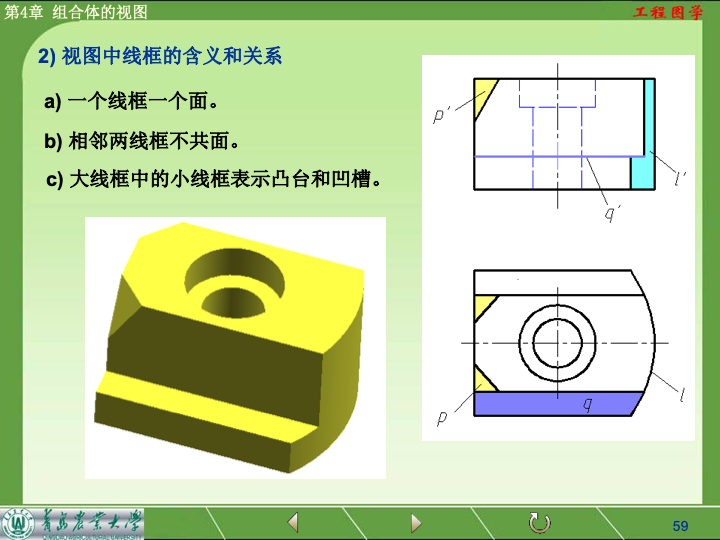 第4章 组合体的视图
工程图学
2) 视图中线框的含义和关系
a) 一个线框一个面。
b) 相邻两线框不共面。
c) 大线框中的小线框表示凸台和凹槽。
p′
l′
q′
q
p
l
青岛农业大学
59